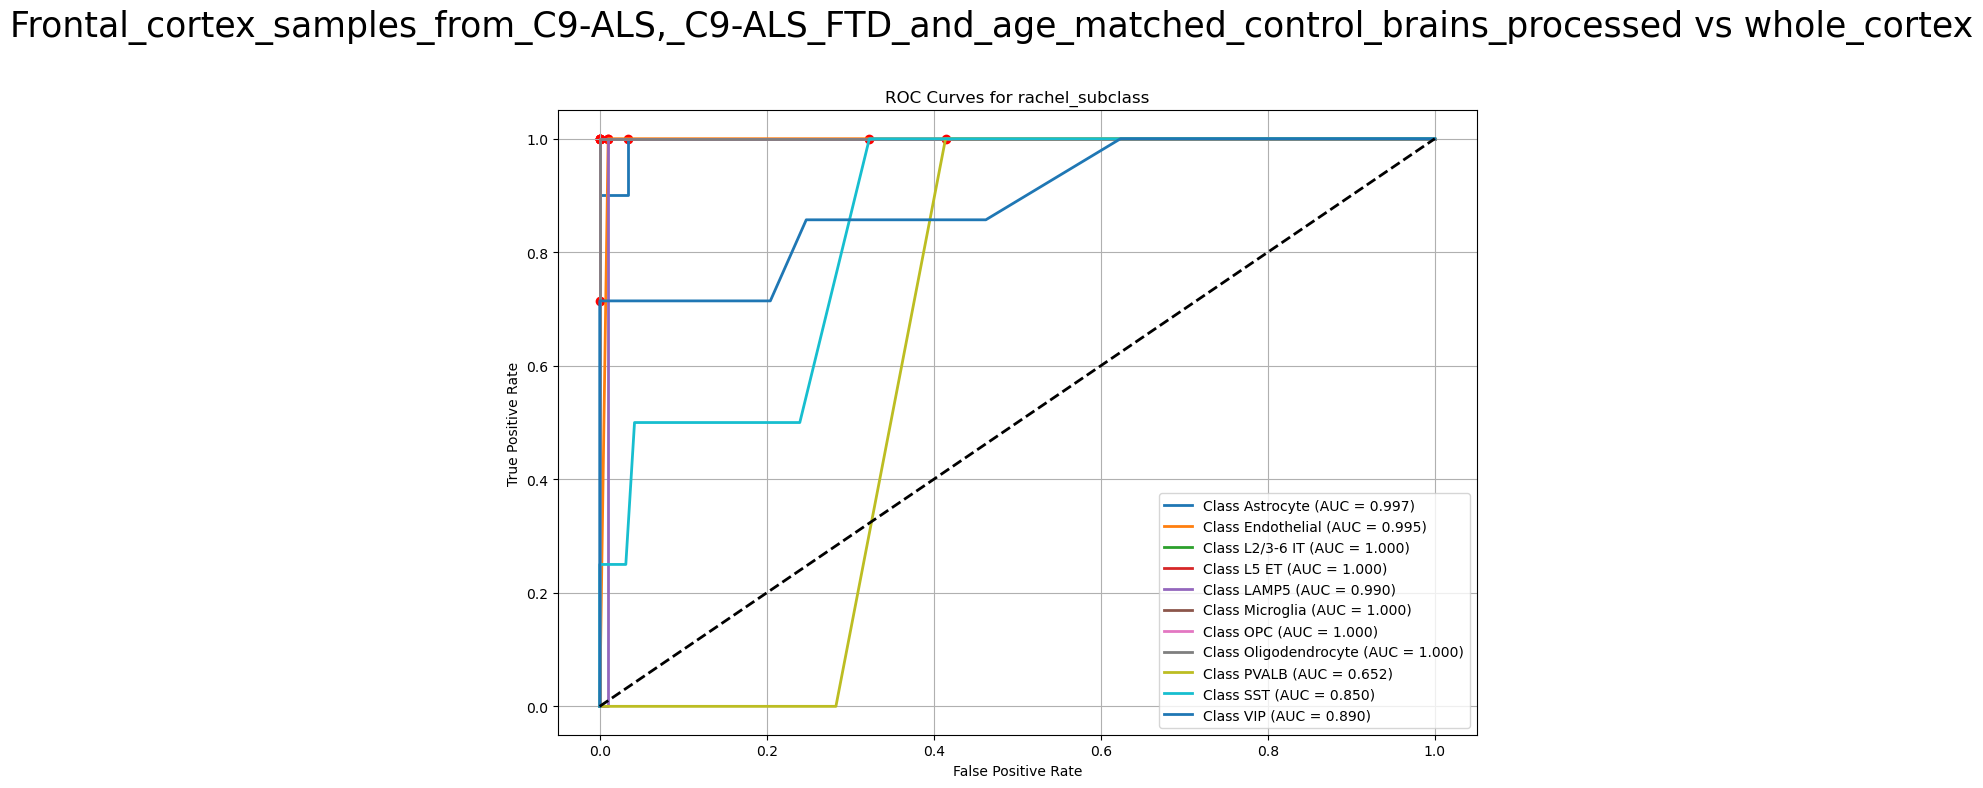 Frontal_cortex_samples_from_C9-ALS,_C9-ALS_FTD_and_age_matched_control_brains_processed vs whole_cortex
ROC Curves for rachel_subclass
True Positive Rate
1.0
0.8
0.6
0.4
0.2
0.0
Class Astrocyte (AUC = 0.997)
Class Endothelial (AUC = 0.995)
Class L2/3-6 IT (AUC = 1.000)
Class L5 ET (AUC = 1.000)
Class LAMP5 (AUC = 0.990)
Class Microglia (AUC = 1.000)
Class OPC (AUC = 1.000)
Class Oligodendrocyte (AUC = 1.000)
Class PVALB (AUC = 0.652)
Class SST (AUC = 0.850)
Class VIP (AUC = 0.890)
0.0 0.2 0.4 0.6 0.8 1.0
False Positive Rate